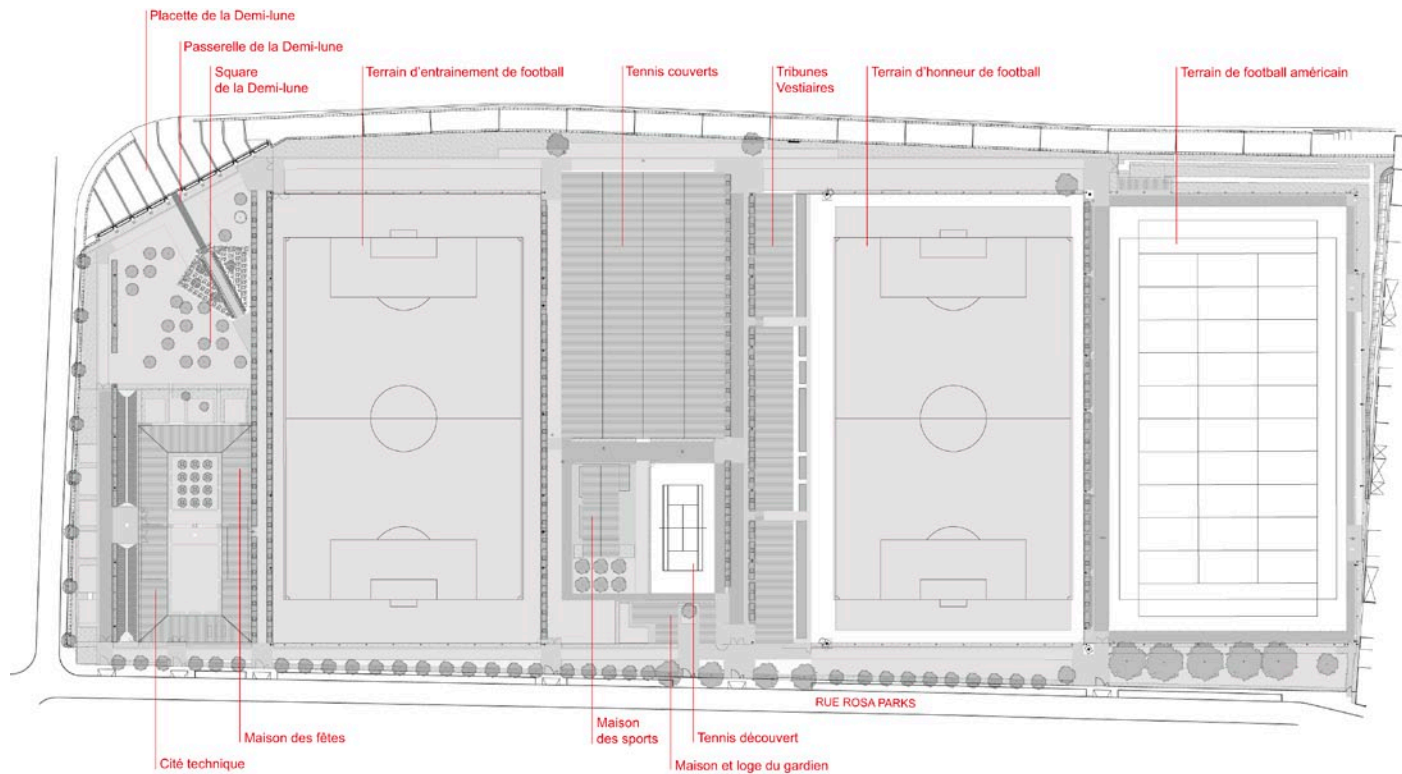 Placette de la Demi-lune
Passerelle de la Demi-lune
Square
de la Demi-lune
Terrain d'entrainement de football
Tennis couverts
Tribunes
Vestiaires
Terrain d'honneur de football
Terrain de football américain
RUE ROSA PARKS
Maison des fêtes
Cité technique
Maison
des sports
Tennis découvert
Maison et loge du gardien